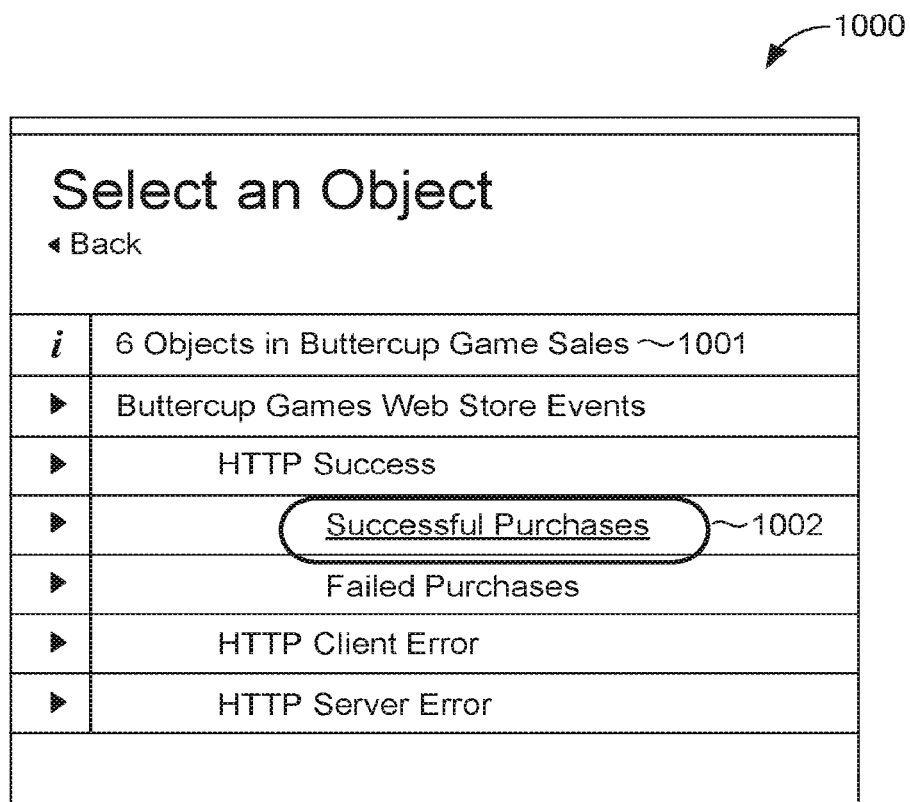 1000
Select an Object
Back
i 6 Objects in Buttercup Game Sales 1001
Buttercup Games Web Store Events
HTTP Success
Successful Purchases 1002
Failed Purchases
HTTP Client Error
HTTP Server Error